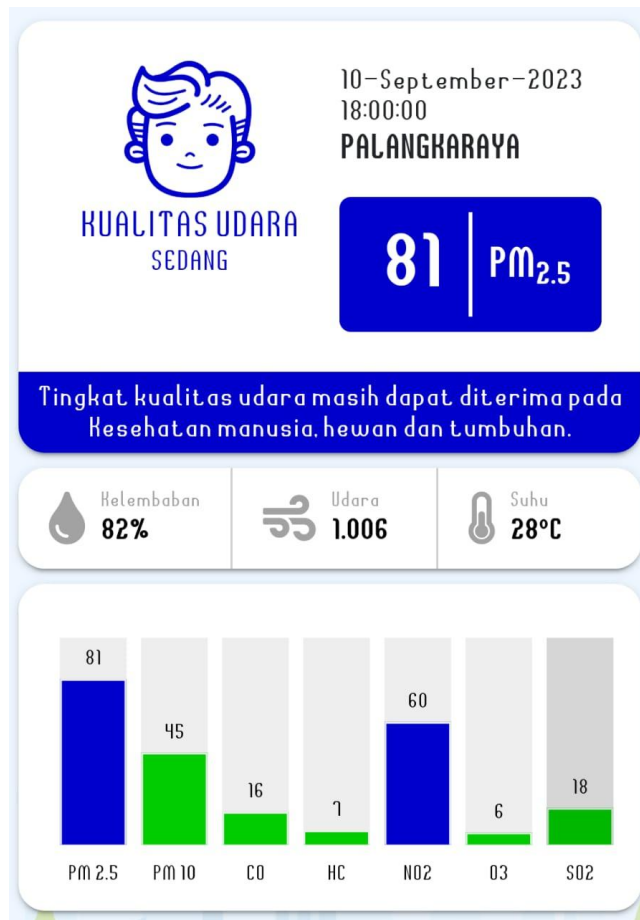 10-September-2023
18:00:00
PALANGKARAYA
KUALITAS UDARA
SEDANG
81 PM2.5
Tingkat kualitas udara masih dapat diterima pada
Kesehatan manusia, hewan dan tumbuhan.
Kelembaban
82%
Udara
1.006
Suhu
28°C
81
45
16
7
60
6
18
PM 2.5
PM 10
CO
HC
NO2
O3
SO2